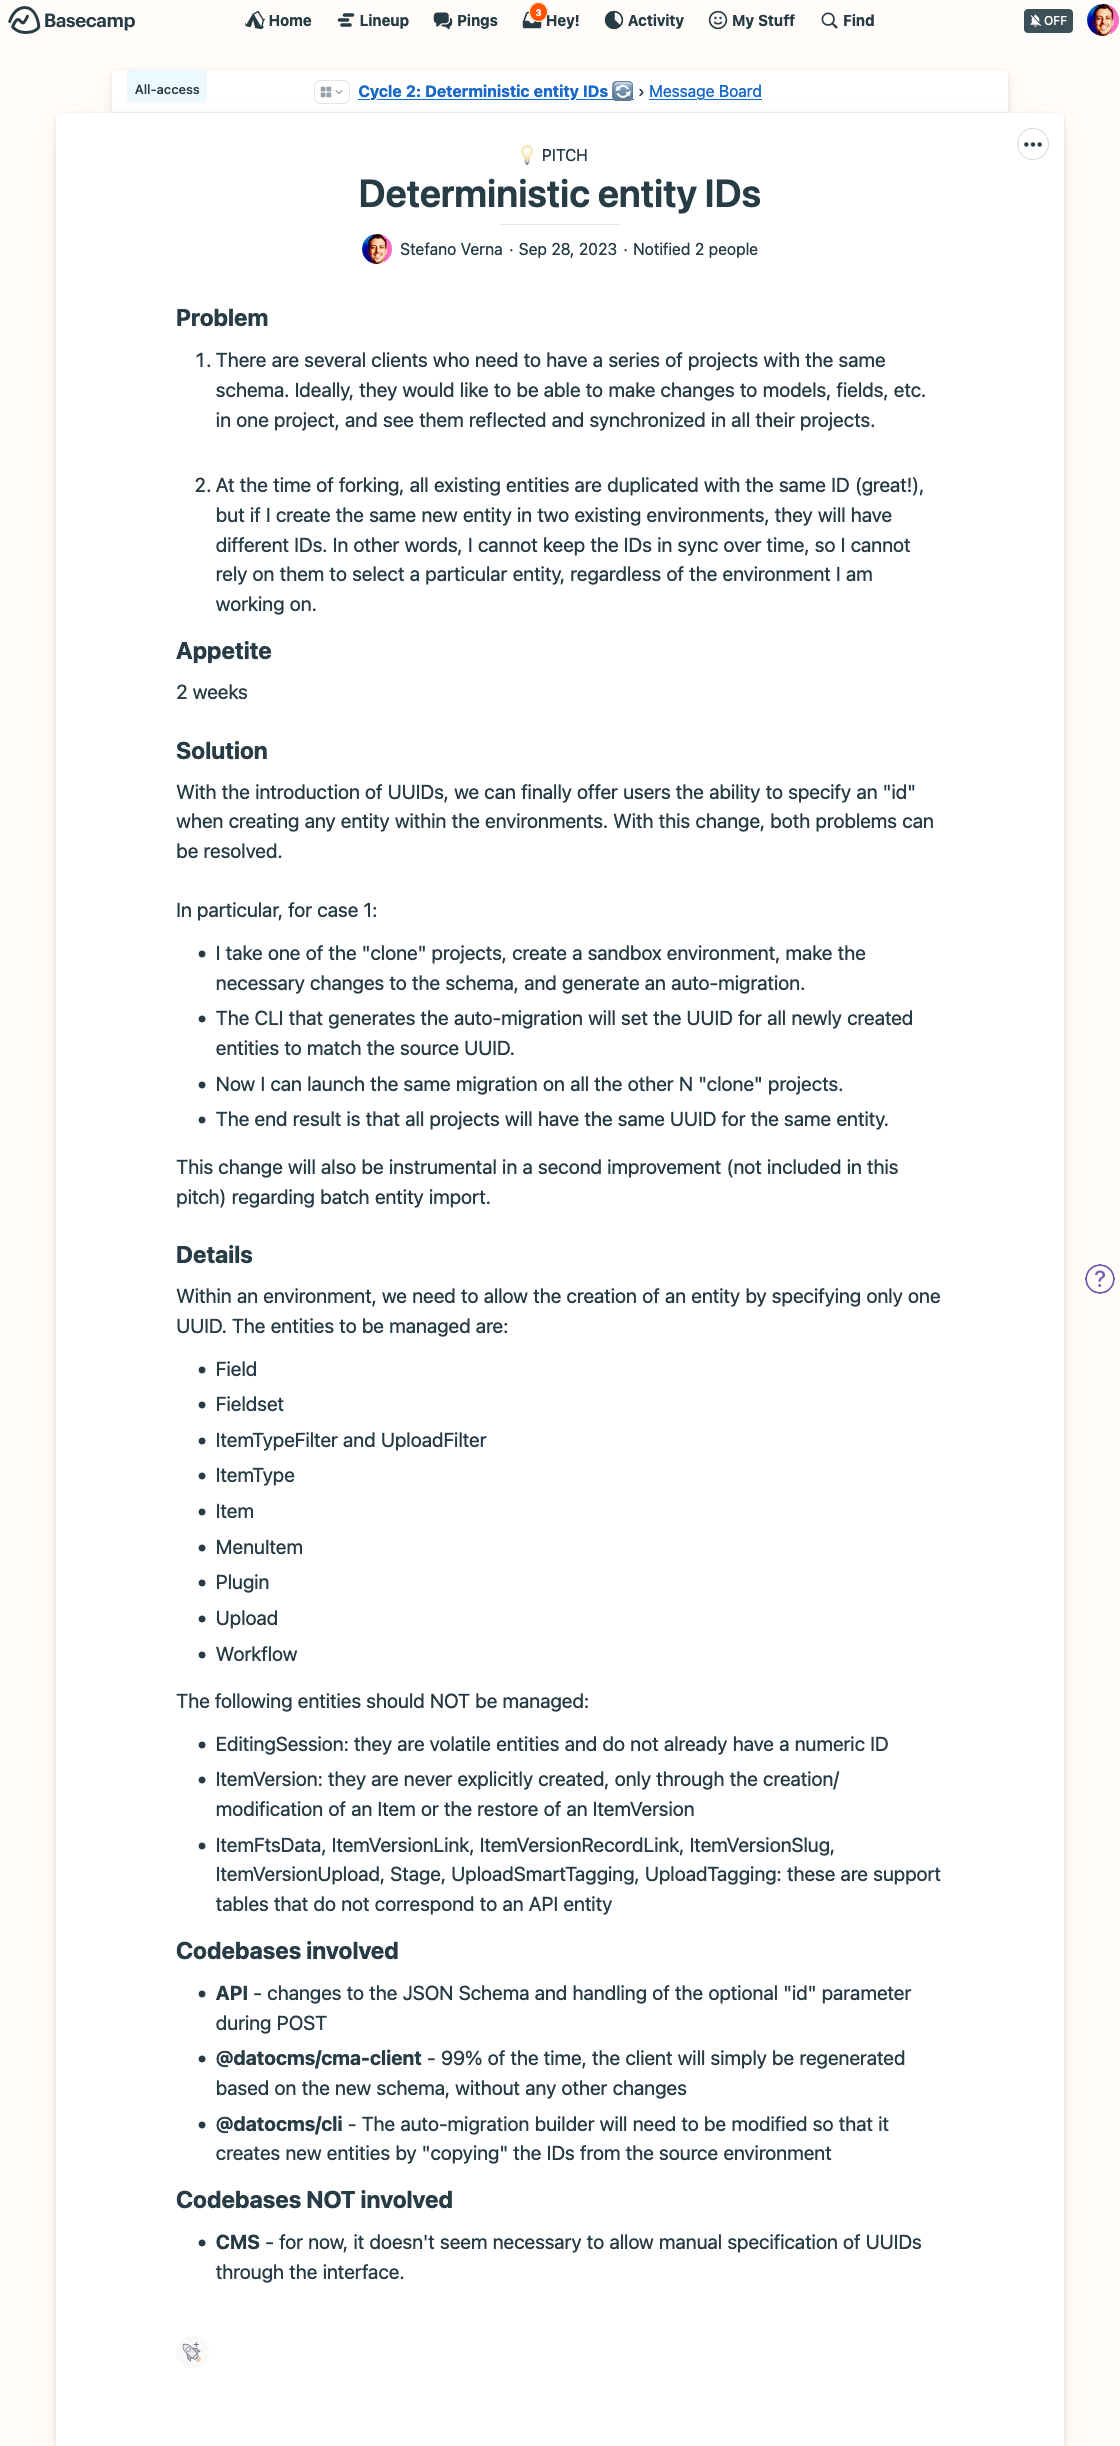 Basecamp
Home Lineup Pings 3 Hey! Activity My Stuff Find OFF
All-access
Cycle 2: Deterministic entity IDs 🔄 › Message Board
💡 PITCH
Deterministic entity IDs
Stefano Verna · Sep 28, 2023 · Notified 2 people
Problem
1. There are several clients who need to have a series of projects with the same
schema. Ideally, they would like to be able to make changes to models, fields, etc.
in one project, and see them reflected and synchronized in all their projects.
2. At the time of forking, all existing entities are duplicated with the same ID (great!),
but if I create the same new entity in two existing environments, they will have
different IDs. In other words, I cannot keep the IDs in sync over time, so I cannot
rely on them to select a particular entity, regardless of the environment I am
working on.
Appetite
2 weeks
Solution
With the introduction of UUIDs, we can finally offer users the ability to specify an "id"
when creating any entity within the environments. With this change, both problems can
be resolved.
In particular, for case 1:
• I take one of the "clone" projects, create a sandbox environment, make the
necessary changes to the schema, and generate an auto-migration.
• The CLI that generates the auto-migration will set the UUID for all newly created
entities to match the source UUID.
• Now I can launch the same migration on all the other N "clone" projects.
• The end result is that all projects will have the same UUID for the same entity.
This change will also be instrumental in a second improvement (not included in this
pitch) regarding batch entity import.
Details
Within an environment, we need to allow the creation of an entity by specifying only one
UUID. The entities to be managed are:
• Field
• Fieldset
• ItemTypeFilter and UploadFilter
• ItemType
• Item
• MenuItem
• Plugin
• Upload
• Workflow
The following entities should NOT be managed:
• EditingSession: they are volatile entities and do not already have a numeric ID
• ItemVersion: they are never explicitly created, only through the creation/
modification of an Item or the restore of an ItemVersion
• ItemFtsData, ItemVersionLink, ItemVersionRecordLink, ItemVersionSlug,
ItemVersionUpload, Stage, UploadSmartTagging, UploadTagging: these are support
tables that do not correspond to an API entity
Codebases involved
• API - changes to the JSON Schema and handling of the optional "id" parameter
during POST
• @datocms/cma-client - 99% of the time, the client will simply be regenerated
based on the new schema, without any other changes
• @datocms/cli - The auto-migration builder will need to be modified so that it
creates new entities by "copying" the IDs from the source environment
Codebases NOT involved
• CMS - for now, it doesn't seem necessary to allow manual specification of UUIDs
through the interface.
?